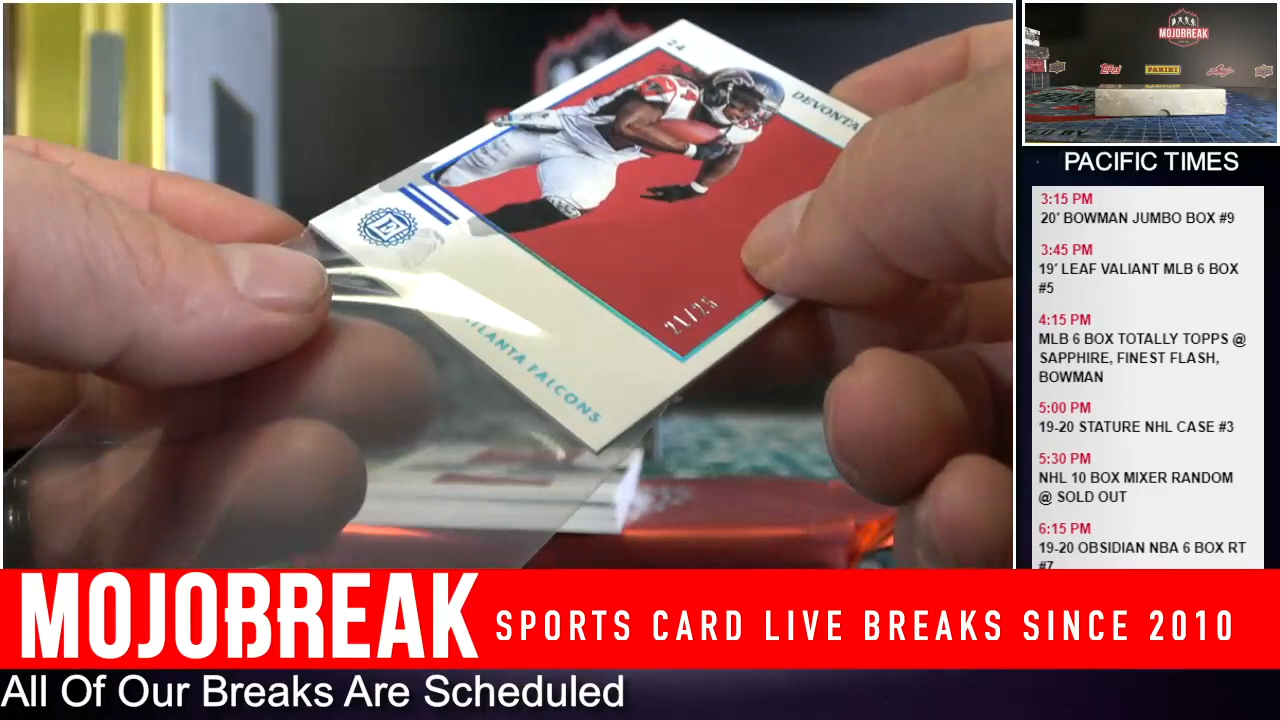 24
DEVONTA
E
21/25
ATLANTA FALCONS
MOJOBREAK
topps
PANINI
Leaf
PACIFIC TIMES
3:15 PM
20' BOWMAN JUMBO BOX #9
3:45 PM
19' LEAF VALIANT MLB 6 BOX
#5
4:15 PM
MLB 6 BOX TOTALLY TOPPS @
SAPPHIRE, FINEST FLASH,
BOWMAN
5:00 PM
19-20 STATURE NHL CASE #3
5:30 PM
NHL 10 BOX MIXER RANDOM
@ SOLD OUT
6:15 PM
19-20 OBSIDIAN NBA 6 BOX RT
#7
MOJOBREAK SPORTS CARD LIVE BREAKS SINCE 2010
All Of Our Breaks Are Scheduled